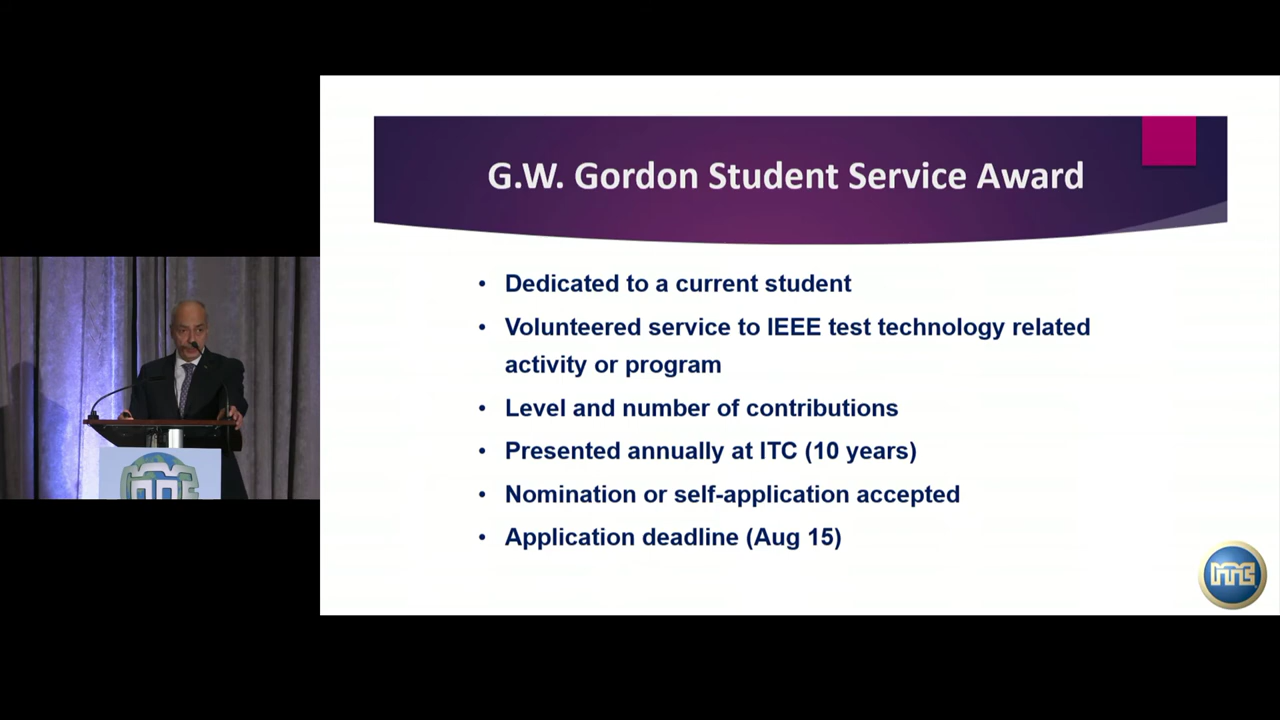 G.W. Gordon Student Service Award
• Dedicated to a current student
• Volunteered service to IEEE test technology related
activity or program
• Level and number of contributions
• Presented annually at ITC (10 years)
• Nomination or self-application accepted
• Application deadline (Aug 15)
ITC